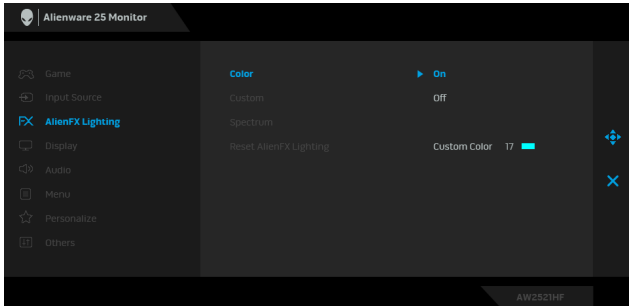 Alienware 25 Monitor
Game
Input Source
FX AlienFX Lighting
Display
Audio
Menu
Personalize
Others
Color On
Custom Off
Spectrum
Reset AlienFX Lighting Custom Color 17
AW2521HF